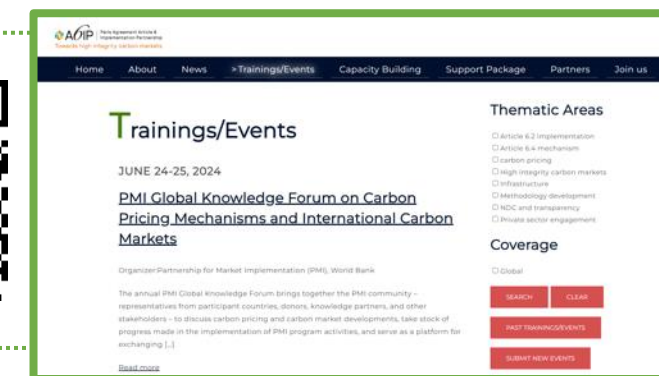 A6IP Paris Agreement Article 6
Implementation Partnership
Towards high integrity carbon markets
Home About News >Trainings/Events Capacity Building Support Package Partners Join us
Trainings/Events
JUNE 24-25, 2024
PMI Global Knowledge Forum on Carbon
Pricing Mechanisms and International Carbon
Markets
Organizer:Partnership for Market Implementation (PMI), World Bank
The annual PMI Global Knowledge Forum brings together the PMI community –
representatives from participant countries, donors, knowledge partners, and other
stakeholders – to discuss carbon pricing and carbon market developments, take stock of
progress made in the implementation of PMI program activities, and serve as a platform for
exchanging [...]
Read more
Thematic Areas
Article 6.2 Implementation
Article 6.4 mechanism
carbon pricing
High integrity carbon markets
Infrastructure
Methodology development
NDC and transparency
Private sector engagement
Coverage
Global
SEARCH CLEAR
PAST TRAININGS/EVENTS
SUBMIT NEW EVENTS